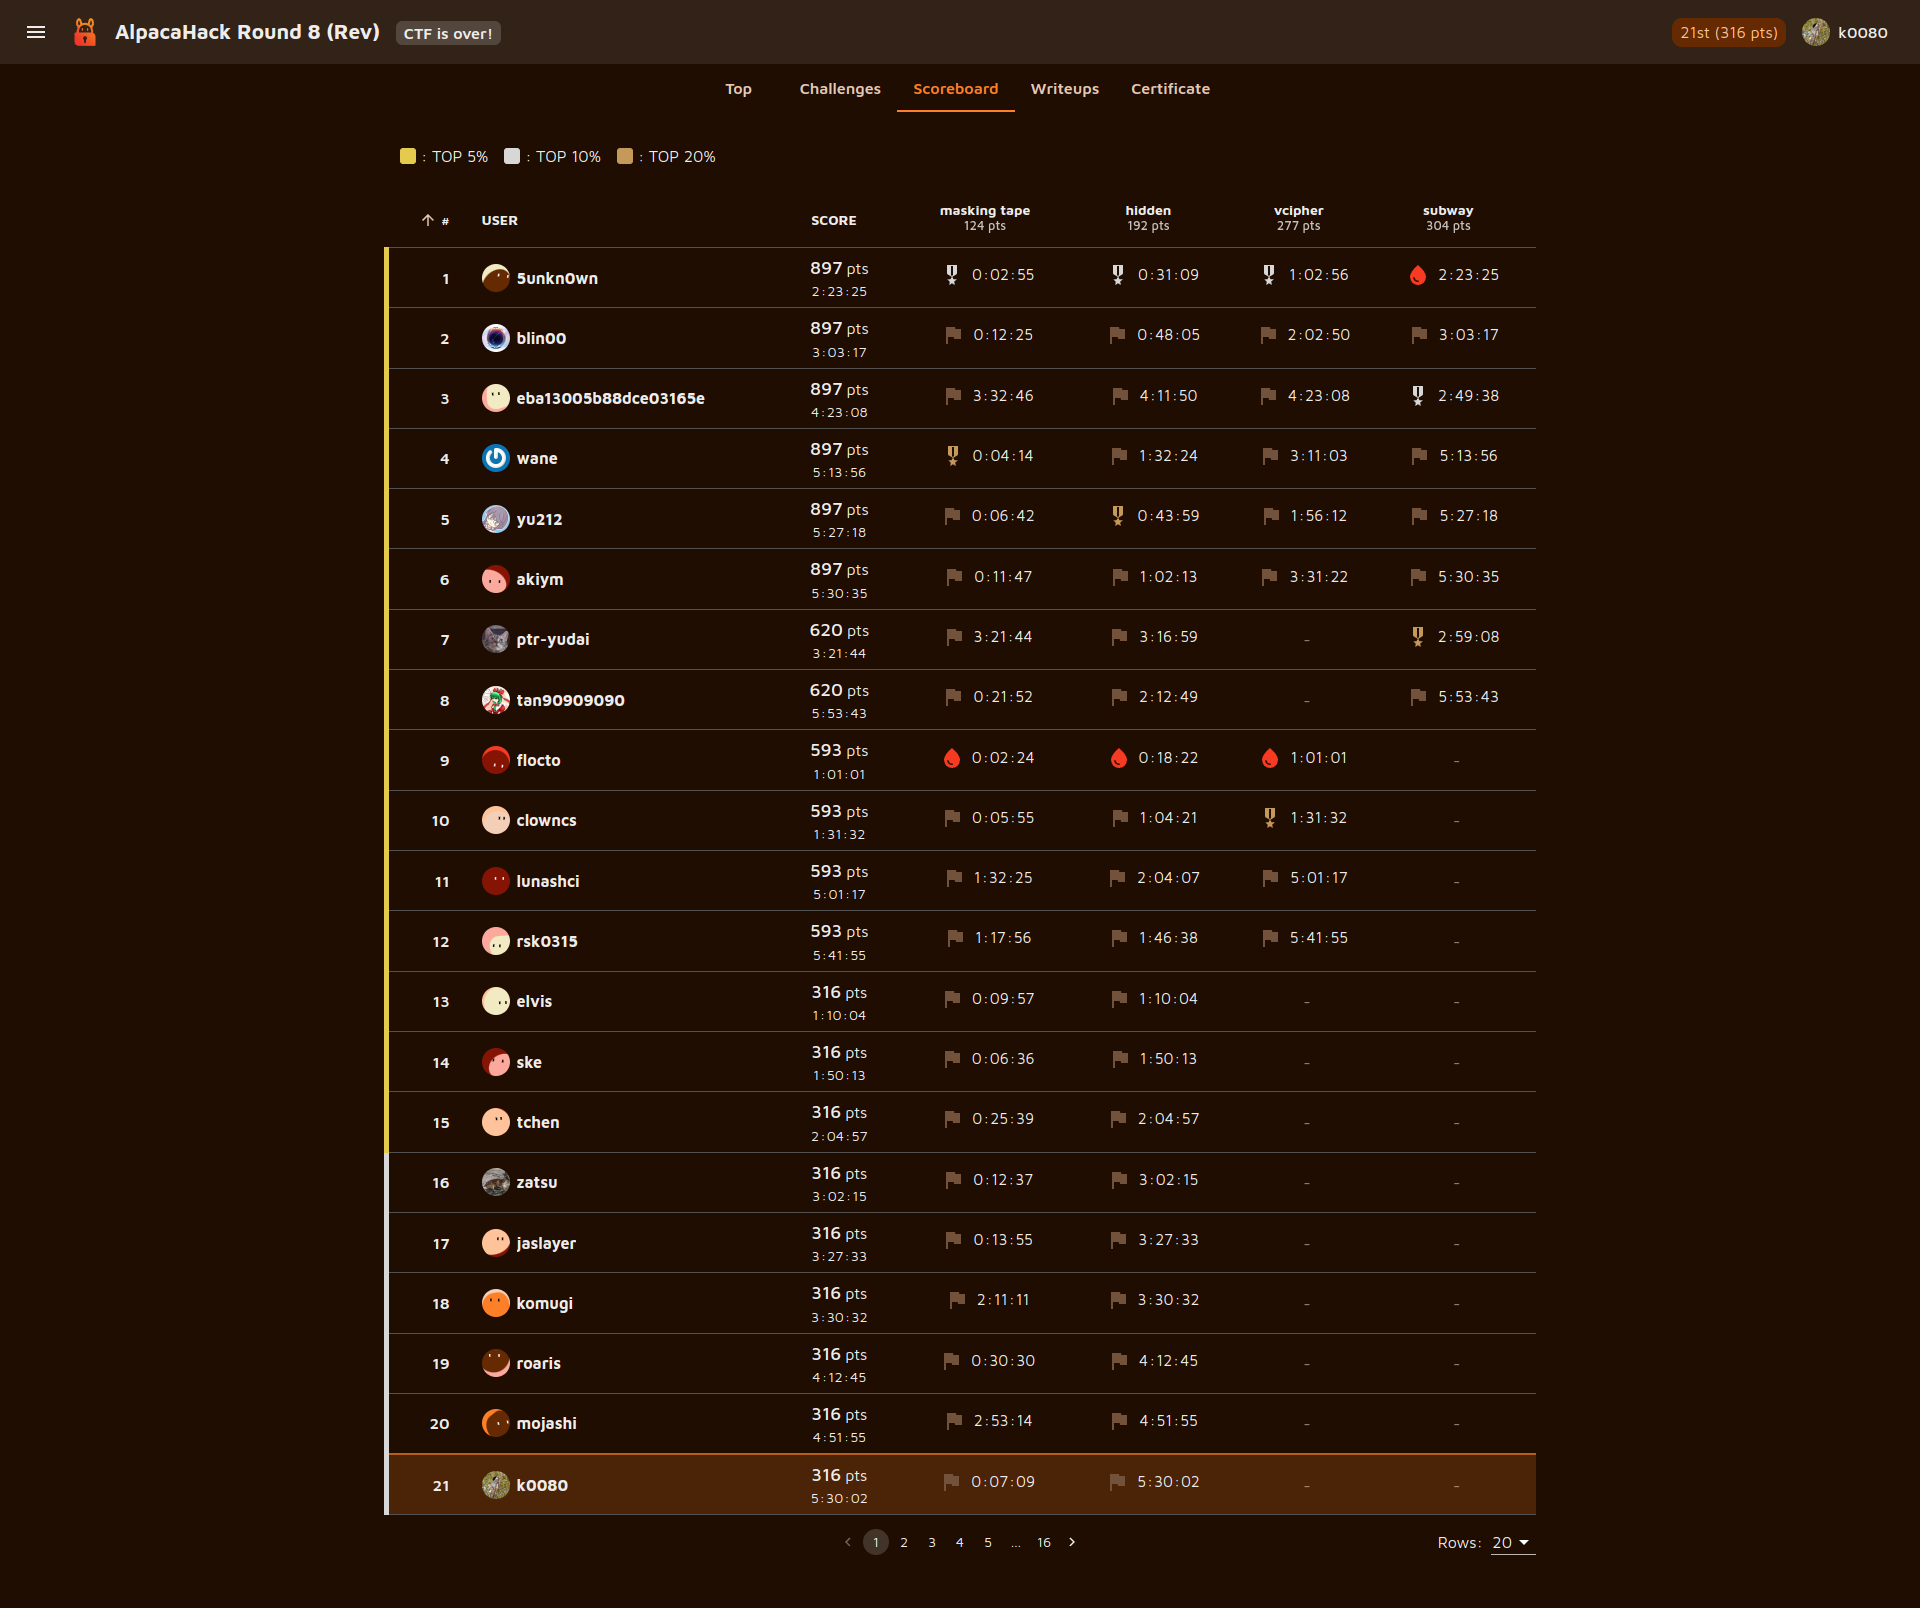 AlpacaHack Round 8 (Rev) CTF is over! 21st (316 pts) k0080
Top Challenges Scoreboard Writeups Certificate
: TOP 5% : TOP 10% : TOP 20%
# USER SCORE masking tape hidden vcipher subway
124 pts 192 pts 277 pts 304 pts
1 5unkn0wn 897 pts 0:02:55 0:31:09 1:02:56 2:23:25
2:23:25
2 blin00 897 pts 0:12:25 0:48:05 2:02:50 3:03:17
3:03:17
3 eba13005b88dce03165e 897 pts 3:32:46 4:11:50 4:23:08 2:49:38
4:23:08
4 wane 897 pts 0:04:14 1:32:24 3:11:03 5:13:56
5:13:56
5 yu212 897 pts 0:06:42 0:43:59 1:56:12 5:27:18
5:27:18
6 akiym 897 pts 0:11:47 1:02:13 3:31:22 5:30:35
5:30:35
7 ptr-yudai 620 pts 3:21:44 3:16:59 - 2:59:08
3:21:44
8 tan90909090 620 pts 0:21:52 2:12:49 - 5:53:43
5:53:43
9 flocto 593 pts 0:02:24 0:18:22 1:01:01 -
1:01:01
10 clowncs 593 pts 0:05:55 1:04:21 1:31:32 -
1:31:32
11 lunashci 593 pts 1:32:25 2:04:07 5:01:17 -
5:01:17
12 rsk0315 593 pts 1:17:56 1:46:38 5:41:55 -
5:41:55
13 elvis 316 pts 0:09:57 1:10:04 - -
1:10:04
14 ske 316 pts 0:06:36 1:50:13 - -
1:50:13
15 tchen 316 pts 0:25:39 2:04:57 - -
2:04:57
16 zatsu 316 pts 0:12:37 3:02:15 - -
3:02:15
17 jaslayer 316 pts 0:13:55 3:27:33 - -
3:27:33
18 komugi 316 pts 2:11:11 3:30:32 - -
3:30:32
19 roaris 316 pts 0:30:30 4:12:45 - -
4:12:45
20 mojashi 316 pts 2:53:14 4:51:55 - -
4:51:55
21 k0080 316 pts 0:07:09 5:30:02 - -
5:30:02
1 2 3 4 5 ... 16 Rows: 20